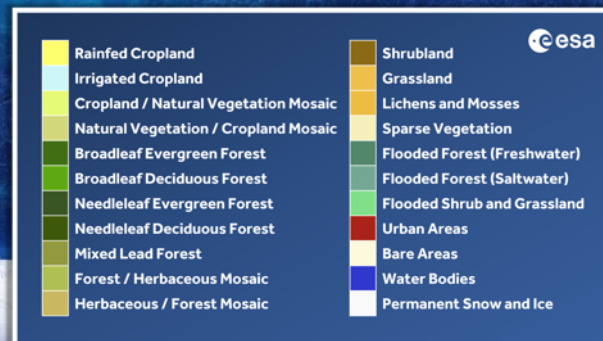 esa
Rainfed Cropland
Irrigated Cropland
Cropland / Natural Vegetation Mosaic
Natural Vegetation / Cropland Mosaic
Broadleaf Evergreen Forest
Broadleaf Deciduous Forest
Needleleaf Evergreen Forest
Needleleaf Deciduous Forest
Mixed Lead Forest
Forest / Herbaceous Mosaic
Herbaceous / Forest Mosaic
Shrubland
Grassland
Lichens and Mosses
Sparse Vegetation
Flooded Forest (Freshwater)
Flooded Forest (Saltwater)
Flooded Shrub and Grassland
Urban Areas
Bare Areas
Water Bodies
Permanent Snow and Ice